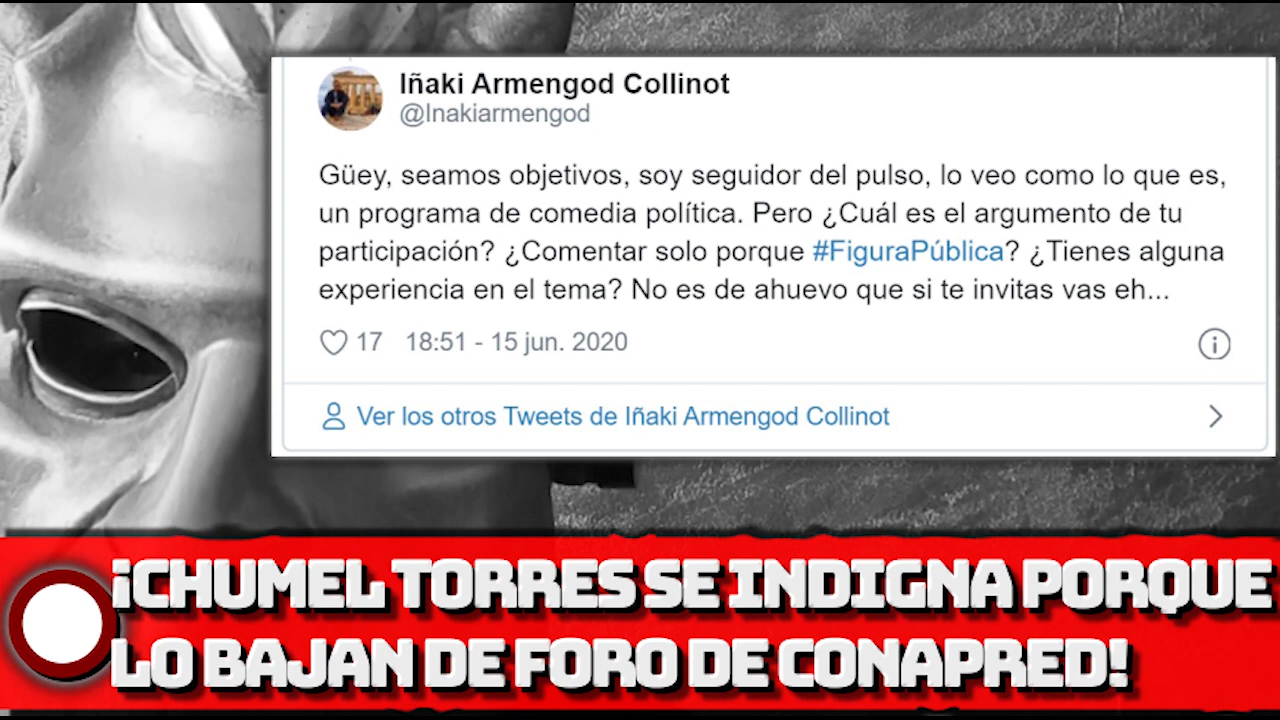 Iñaki Armengod Collinot
@Inakiarmengod
Güey, seamos objetivos, soy seguidor del pulso, lo veo como lo que es,
un programa de comedia política. Pero ¿Cuál es el argumento de tu
participación? ¿Comentar solo porque #FiguraPública? ¿Tienes alguna
experiencia en el tema? No es de ahuevo que si te invitas vas eh...
17 18:51 - 15 jun. 2020
Ver los otros Tweets de Iñaki Armengod Collinot
¡CHUMEL TORRES SE INDIGNA PORQUE
LO BAJAN DE FORO DE CONAPRED!